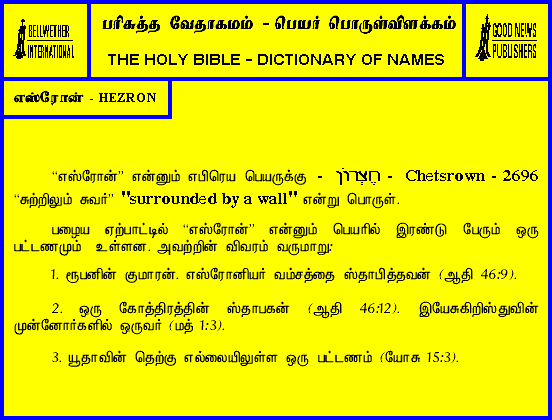 BELLWETHER
INTERNATIONAL
பரிசுத்த வேதாகமம் - பெயர் பொருள்விளக்கம்
THE HOLY BIBLE - DICTIONARY OF NAMES
GOOD NEWS
PUBLISHERS
எஸ்ரோன் - HEZRON
“எஸ்ரோன்” என்னும் எபிரெய பெயருக்கு - חֶצְרוֹן - Chetsrown - 2696
“சுற்றிலும் சுவர்” "surrounded by a wall" என்று பொருள்.
பழைய ஏற்பாட்டில் “எஸ்ரோன்” என்னும் பெயரில் இரண்டு பேரும் ஒரு
பட்டணமும் உள்ளன. அவற்றின் விவரம் வருமாறு:
1. ரூபனின் குமாரன். எஸ்ரோனியர் வம்சத்தை ஸ்தாபித்தவன் (ஆதி 46:9).
2. ஒரு கோத்திரத்தின் ஸ்தாபகன் (ஆதி 46:12). இயேசுகிறிஸ்துவின்
முன்னோர்களில் ஒருவர் (மத் 1:3).
3. யூதாவின் தெற்கு எல்லையிலுள்ள ஒரு பட்டணம் (யோசு 15:3).